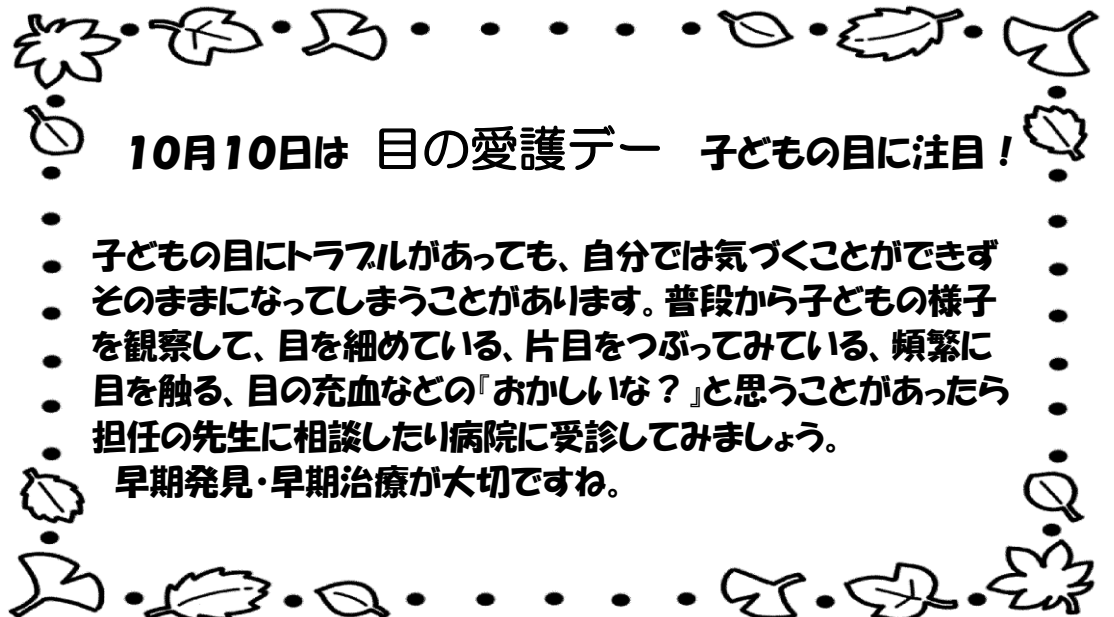 10月10日は 目の愛護デー 子どもの目に注目!
子どもの目にトラブルがあっても、自分では気づくことができず
そのままになってしまうことがあります。普段から子どもの様子
を観察して、目を細めている、片目をつぶってみている、頻繁に
目を触る、目の充血などの『おかしいな?』と思うことがあったら
担任の先生に相談したり病院に受診してみましょう。
早期発見・早期治療が大切ですね。